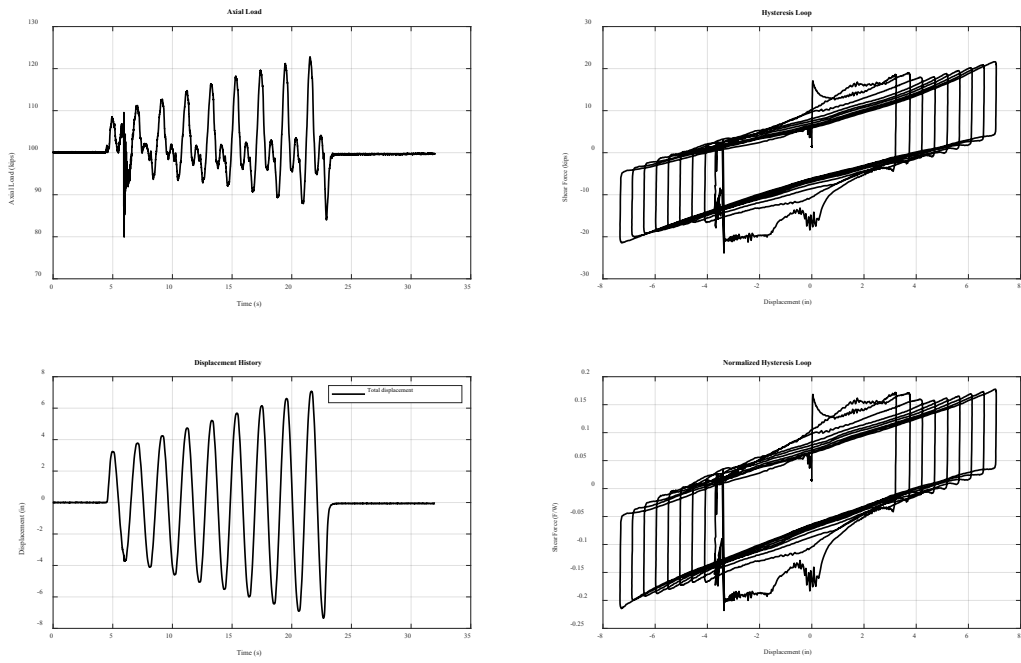 Axial Load
130
120
110
100
90
80
70
Axial Load (kips)
0 5 10 15 20 25 30 35
Time (s)
Hysteresis Loop
30
20
10
0
-10
-20
-30
Shear Force (kips)
-8 -6 -4 -2 0 2 4 6 8
Displacement (in)
Displacement History
8
6
4
2
0
-2
-4
-6
-8
Displacement (in)
Total displacement
0 5 10 15 20 25 30 35
Time (s)
Normalized Hysteresis Loop
0.2
0.15
0.1
0.05
0
-0.05
-0.1
-0.15
-0.2
-0.25
Shear Force (F/W)
-8 -6 -4 -2 0 2 4 6 8
Displacement (in)